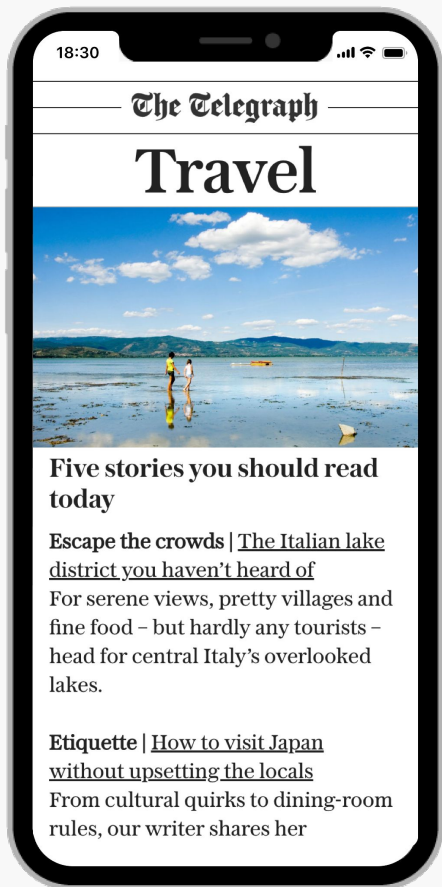 18:30
The Telegraph
Travel
Five stories you should read
today
Escape the crowds | The Italian lake
district you haven’t heard of
For serene views, pretty villages and
fine food – but hardly any tourists –
head for central Italy’s overlooked
lakes.
Etiquette | How to visit Japan
without upsetting the locals
From cultural quirks to dining-room
rules, our writer shares her